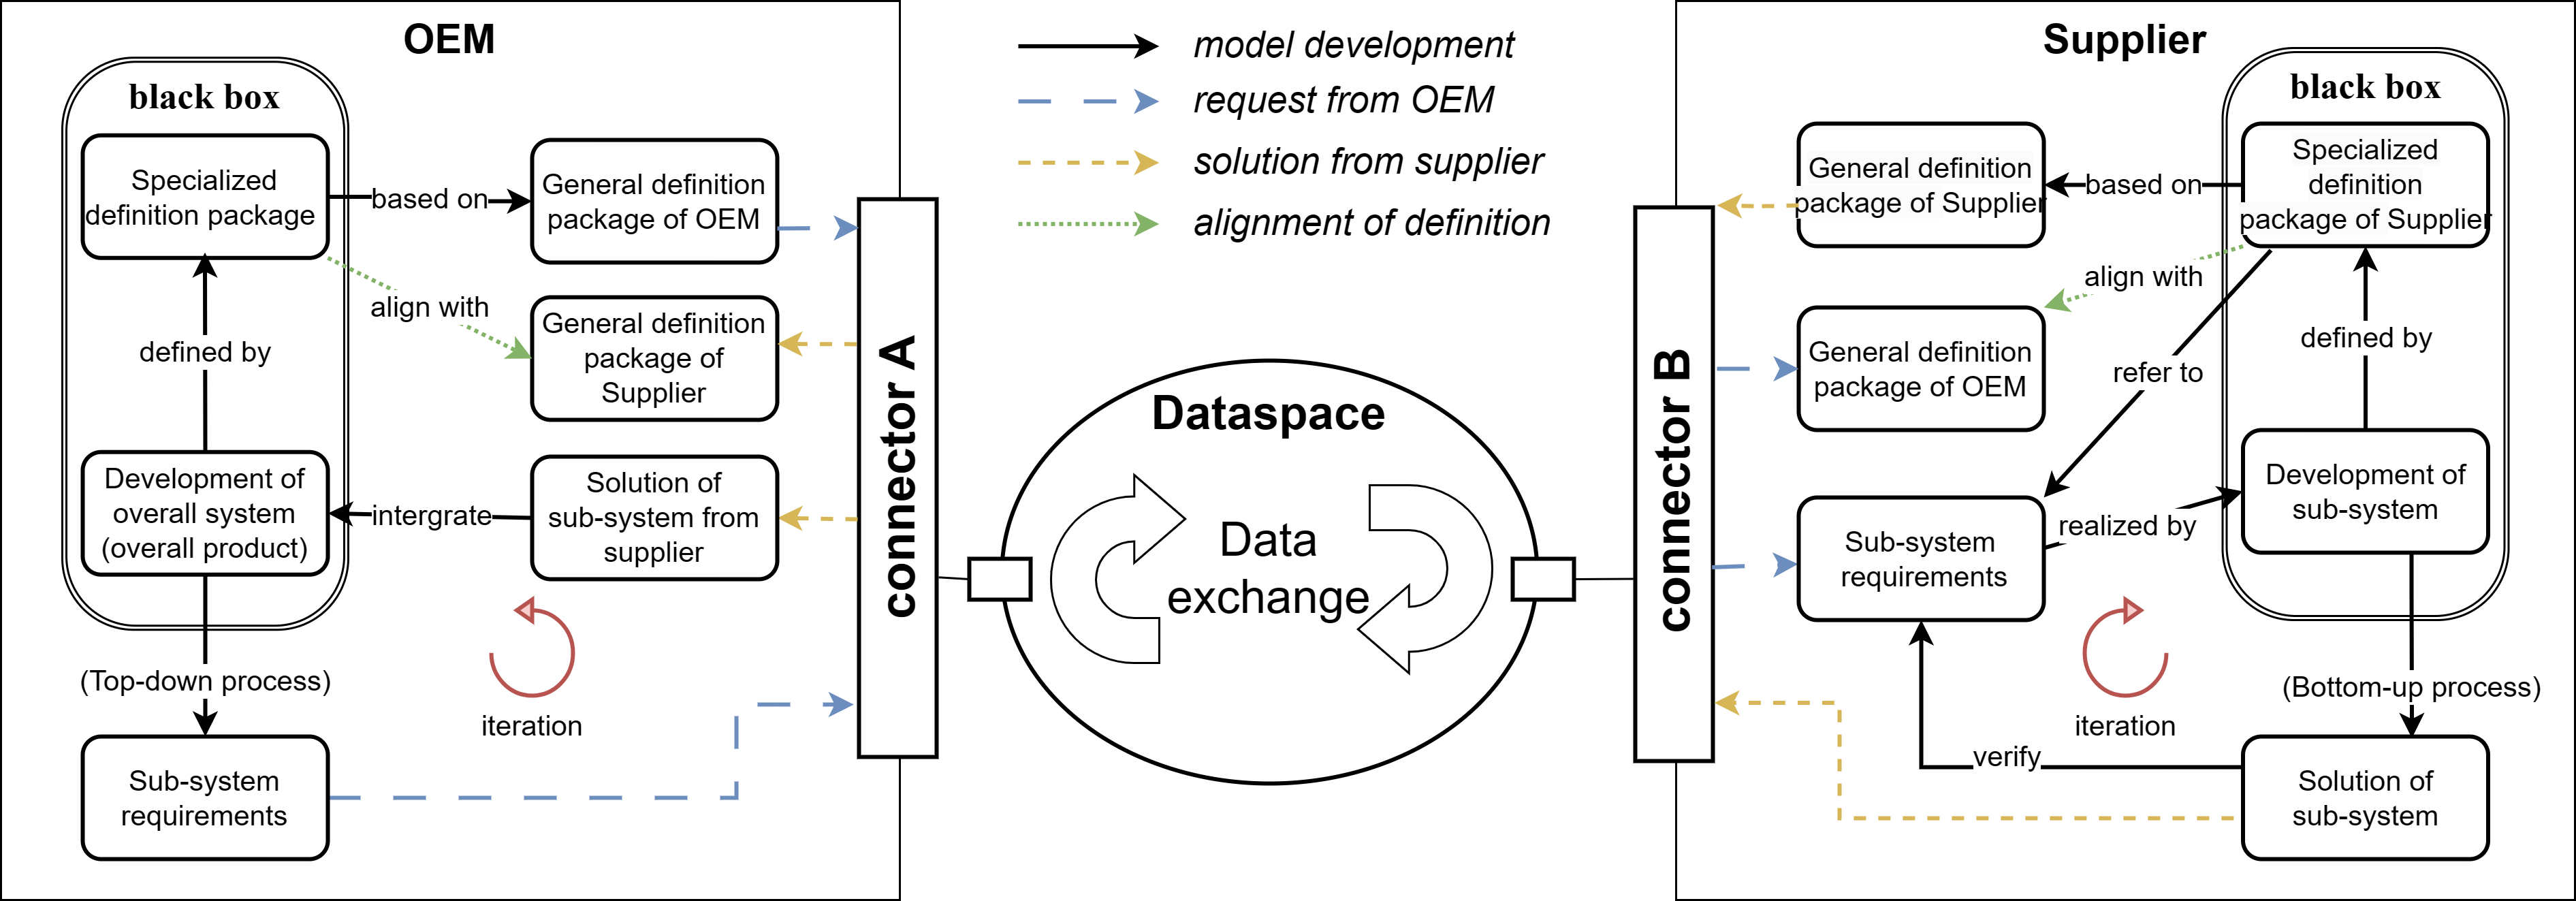 OEM
black box
Specialized
definition package
based on
General definition
package of OEM
align with
General definition
package of
Supplier
defined by
Development of
overall system
(overall product)
intergrate
Solution of
sub-system from
supplier
(Top-down process)
iteration
Sub-system
requirements
connector A
model development
request from OEM
solution from supplier
alignment of definition
Dataspace
Data
exchange
connector B
Supplier
black box
General definition
package of Supplier
based on
Specialized
definition
package of Supplier
align with
General definition
package of OEM
refer to
defined by
Development of
sub-system
realized by
Sub-system
requirements
(Bottom-up process)
iteration
verify
Solution of
sub-system